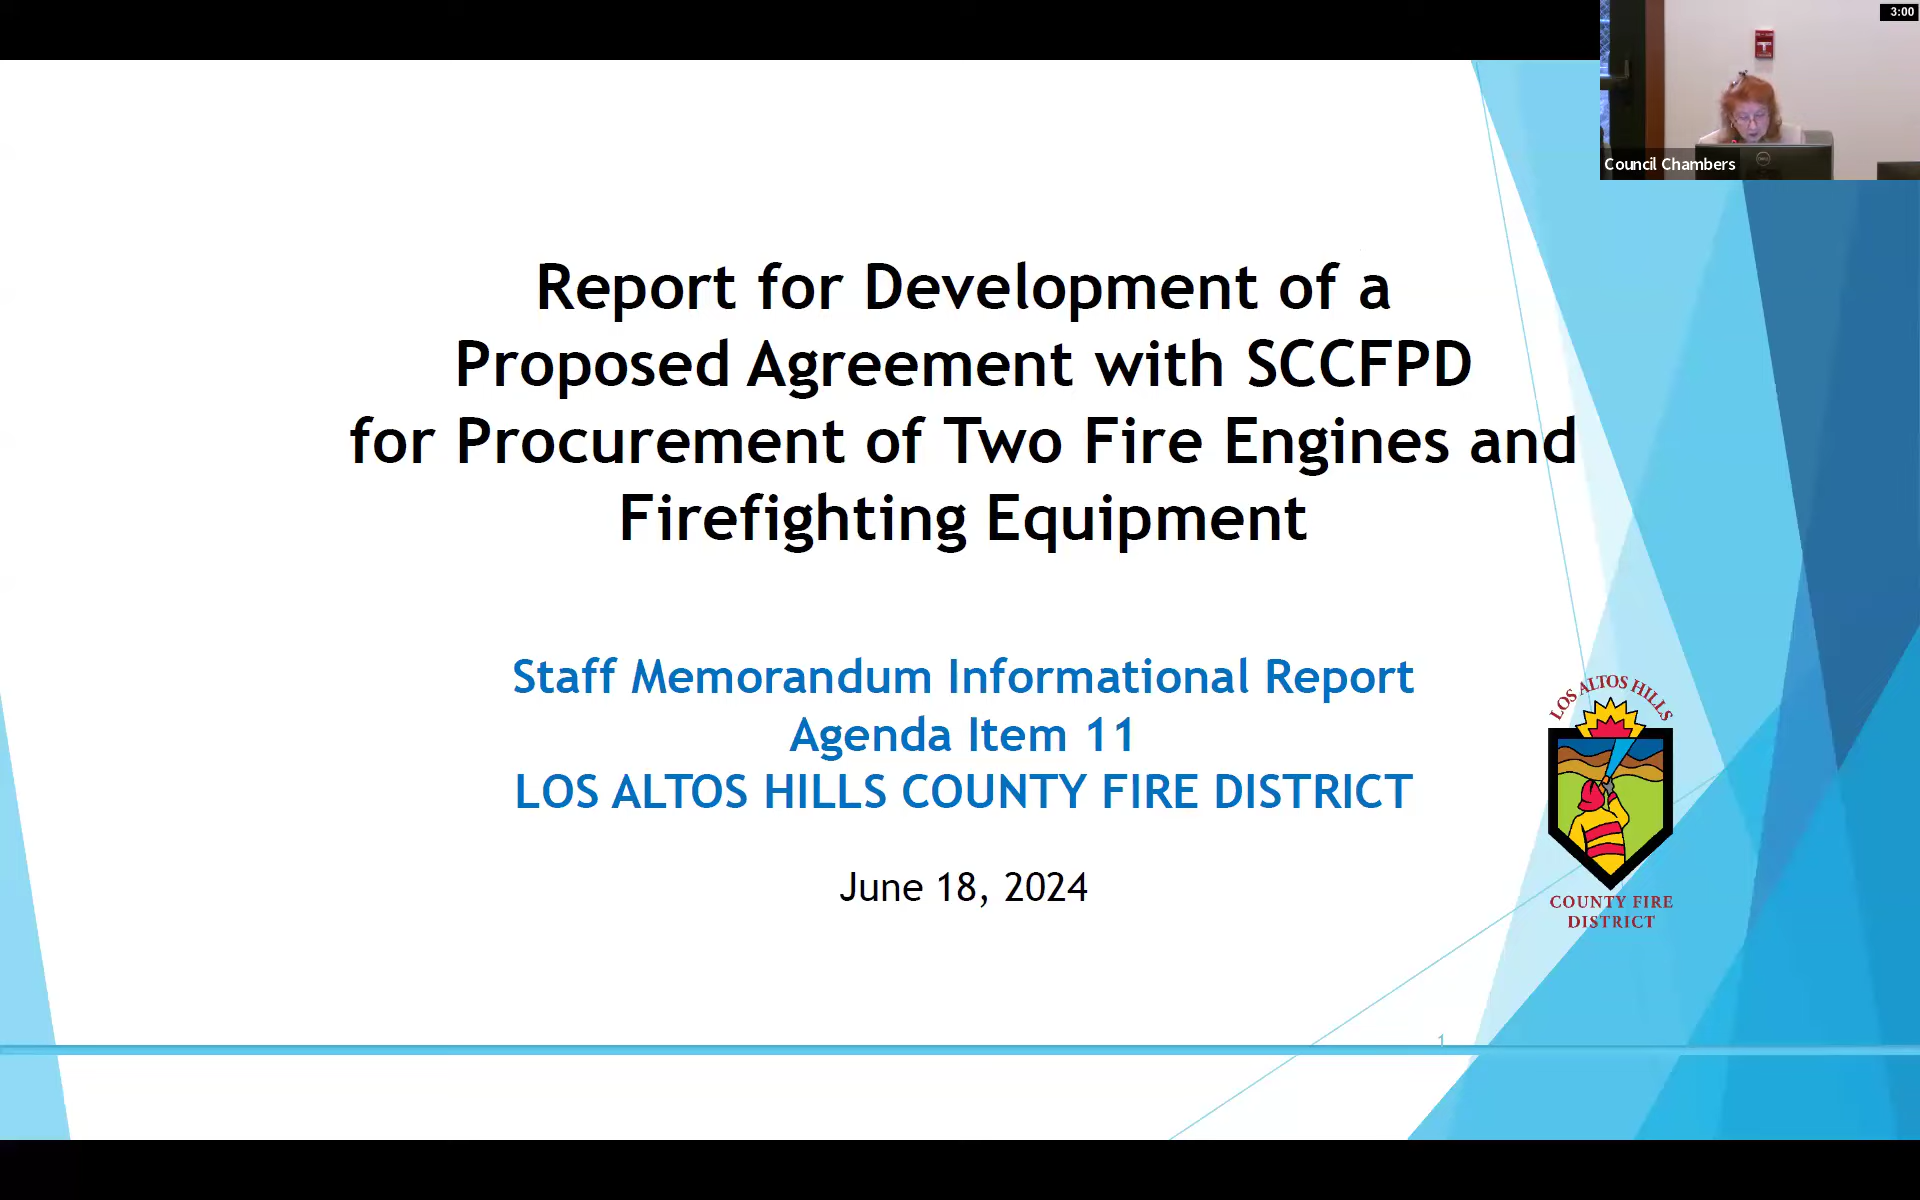 3:00
Council Chambers
Report for Development of a
Proposed Agreement with SCCFPD
for Procurement of Two Fire Engines and
Firefighting Equipment
Staff Memorandum Informational Report
Agenda Item 11
LOS ALTOS HILLS COUNTY FIRE DISTRICT
June 18, 2024
LOS ALTOS HILLS
COUNTY FIRE
DISTRICT
1